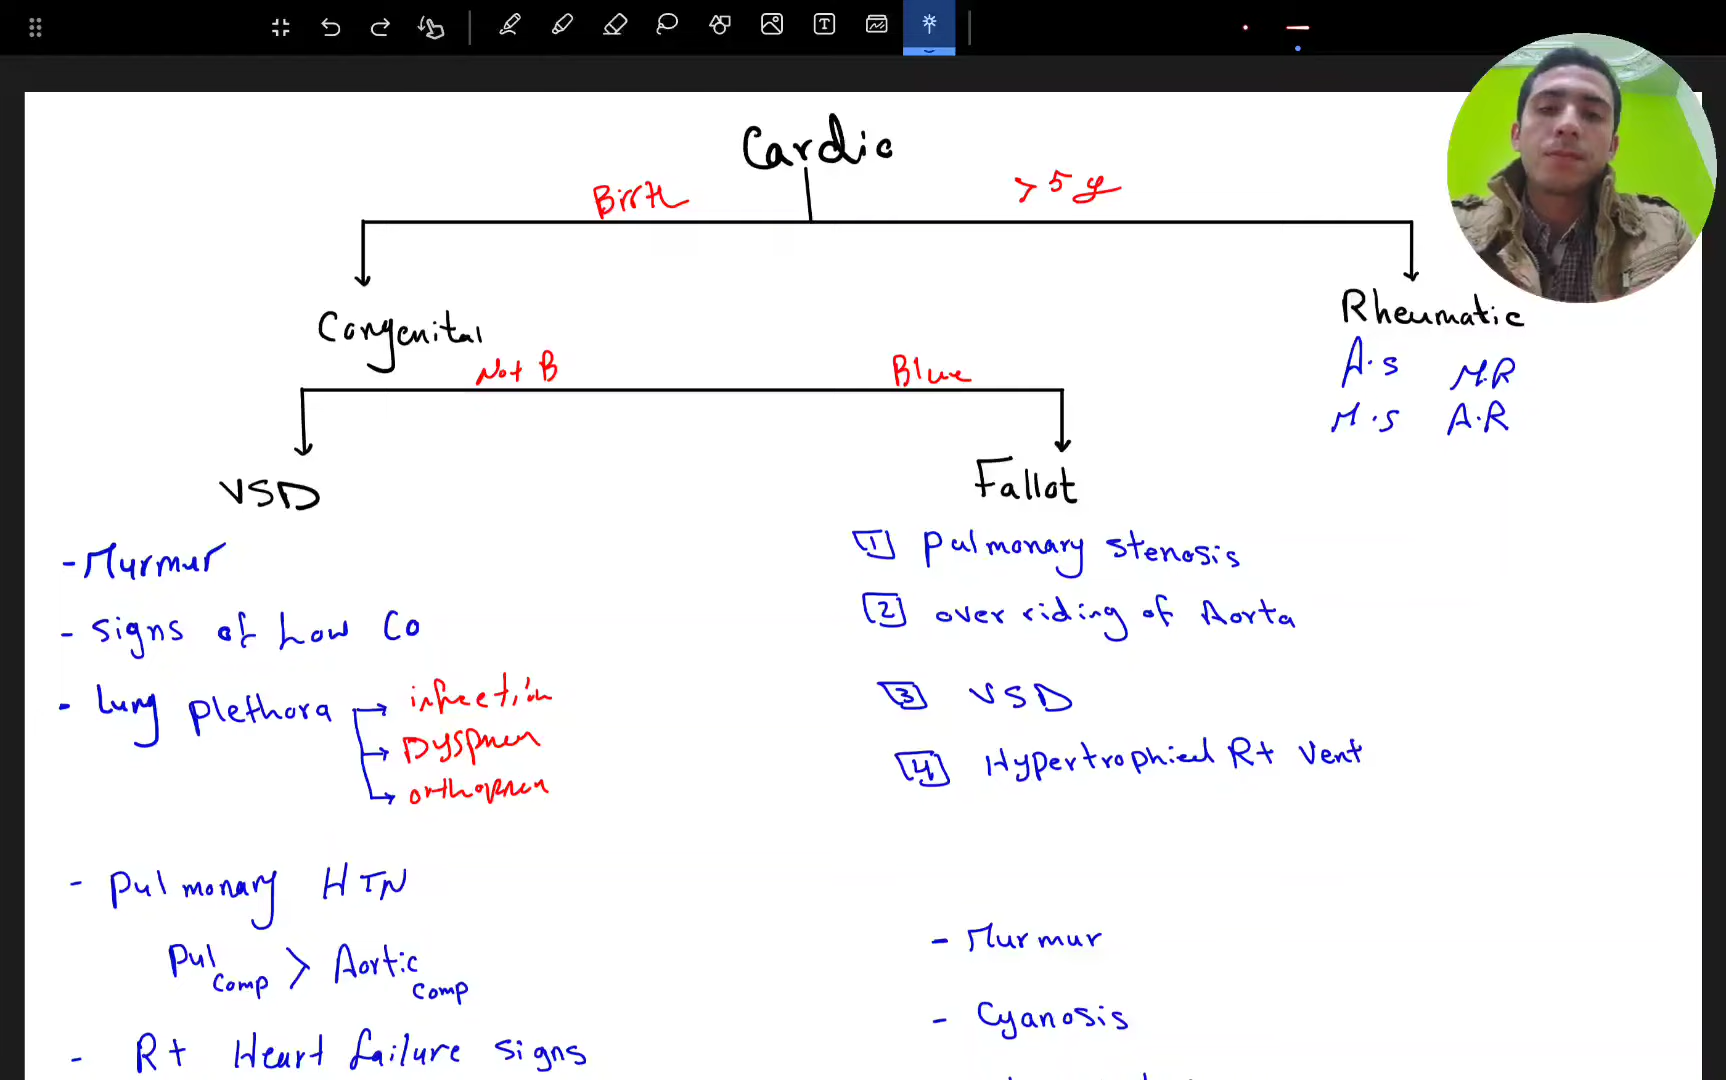 Cardic
Birth
> 5 y
Congenital
Rheumatic
A.S M.R
M.S A.R
Not B
Blue
VSD
Fallot
- Murmur
- signs of Low Co
- Lung plethora
infection
Dyspnea
orthopnea
- pulmonary HTN
Pul comp > Aortic comp
- Rt Heart failure signs
1 pulmonary stenosis
2 over riding of Aorta
3 VSD
4 Hypertrophied Rt Vent
- Murmur
- Cyanosis